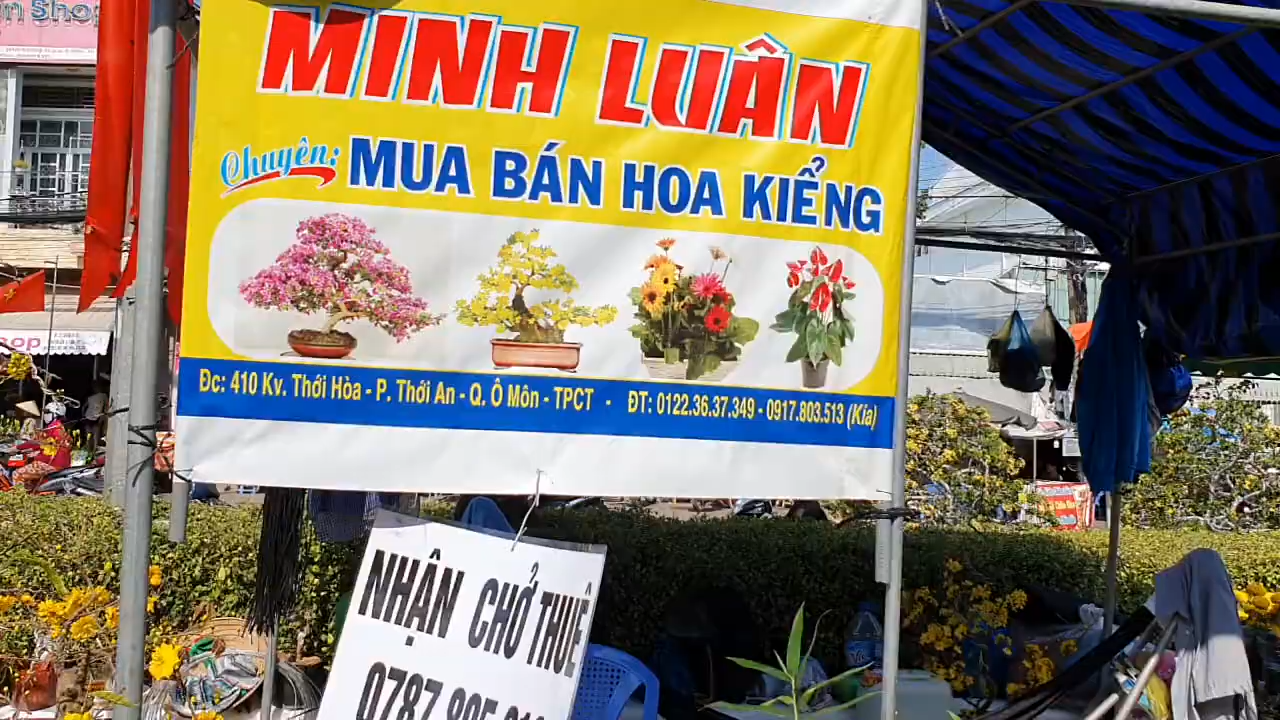 MINH LUÂN
Chuyên: MUA BÁN HOA KIỂNG
Đc: 410 Kv. Thới Hòa - P. Thới An - Q. Ô Môn - TPCT - ĐT: 0122.36.37.349 - 0917.803.513 (Kia)
NHẬN CHỞ THUÊ